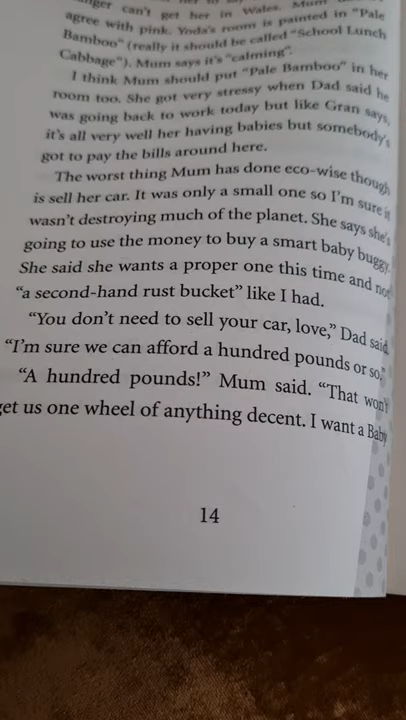 can't get her in Wales. Mum
agree with pink. Yoda's room is painted in "Pale
Bamboo" (really it should be called "School Lunch
Cabbage"). Mum says it's "calming".
I think Mum should put "Pale Bamboo" in her
room too. She got very stressy when Dad said he
was going back to work today but like Gran says,
it's all very well her having babies but somebody's
got to pay the bills around here.
The worst thing Mum has done eco-wise though
is sell her car. It was only a small one so I'm sure it
wasn't destroying much of the planet. She says she's
going to use the money to buy a smart baby buggy.
She said she wants a proper one this time and not
"a second-hand rust bucket" like I had.
"You don't need to sell your car, love," Dad said.
"I'm sure we can afford a hundred pounds or so."
"A hundred pounds!" Mum said. "That won't
get us one wheel of anything decent. I want a Baby
14